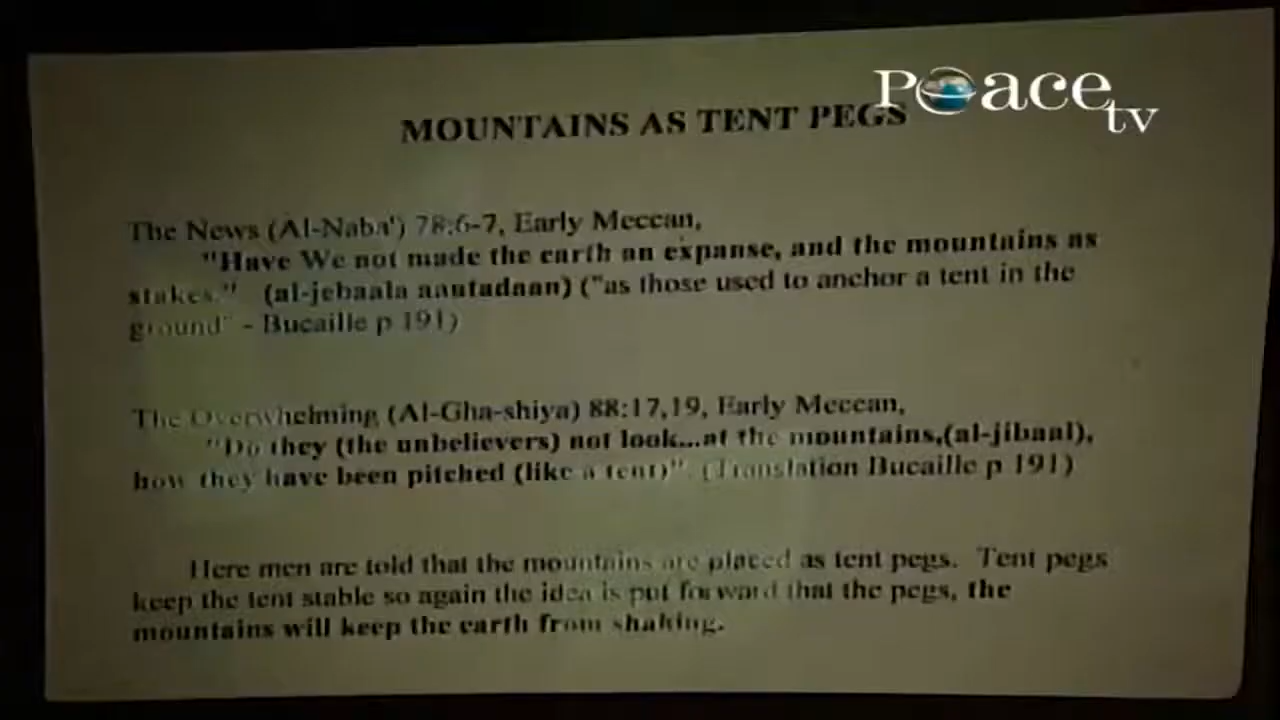 Peace tv
MOUNTAINS AS TENT PEGS
The News (Al-Naba') 78:6-7, Early Meccan,
"Have We not made the earth an expanse, and the mountains as
stakes." (al-jebaala aautadaan) ("as those used to anchor a tent in the
ground" - Bucaille p 191)
The Overwhelming (Al-Gha-shiya) 88:17,19, Early Meccan,
"Do they (the unbelievers) not look...at the mountains,(al-jibaal),
how they have been pitched (like a tent)". (Translation Bucaille p 191)
Here men are told that the mountains are placed as tent pegs. Tent pegs
keep the tent stable so again the idea is put forward that the pegs, the
mountains will keep the earth from shaking.